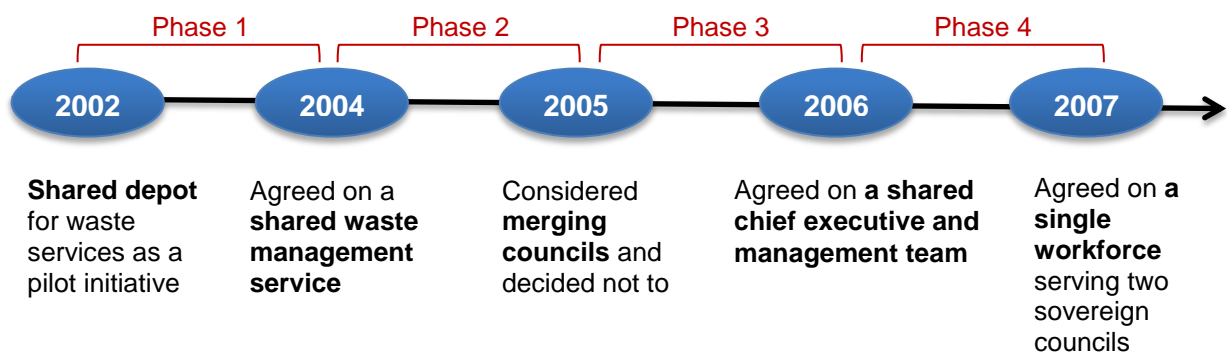 Phase 1
Phase 2
Phase 3
Phase 4
2002
2004
2005
2006
2007
Shared depot
for waste
services as a
pilot initiative
Agreed on a
shared waste
management
service
Considered
merging
councils and
decided not to
Agreed on a shared
chief executive and
management team
Agreed on a
single
workforce
serving two
sovereign
councils